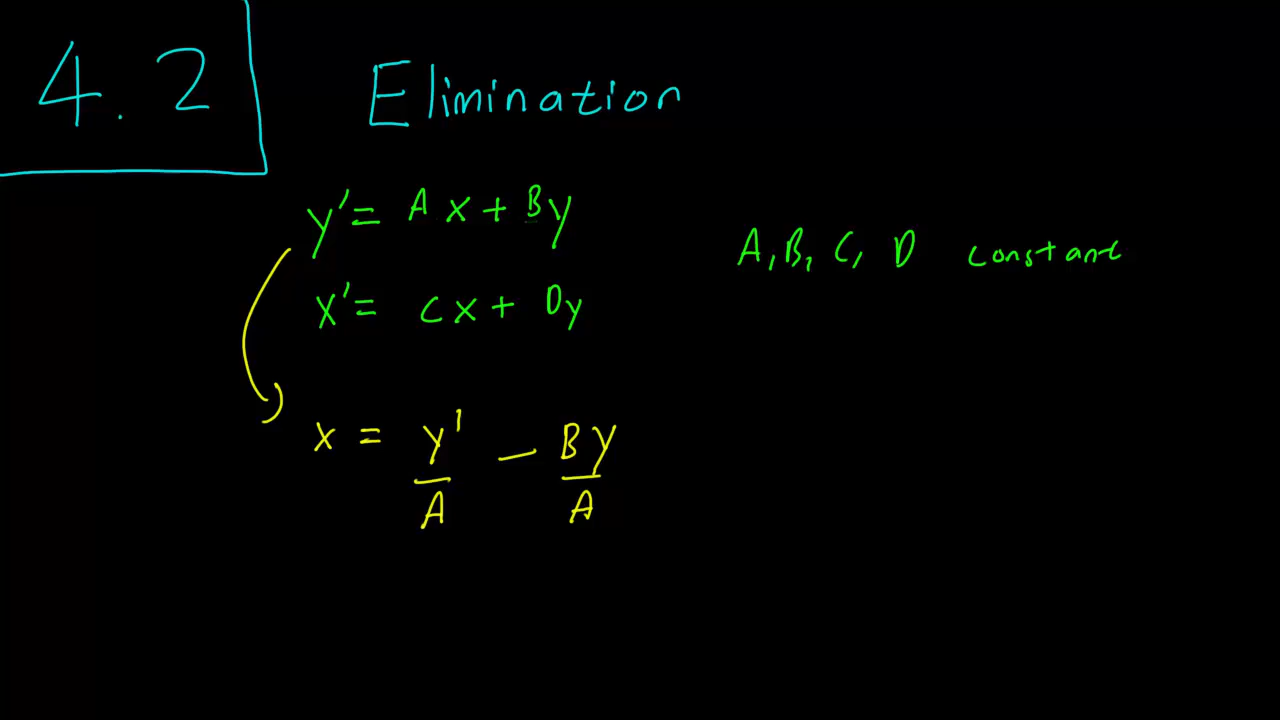 4.2 Elimination
y' = Ax + By
A, B, C, D constant
x' = Cx + Dy
x = y'/A - By/A